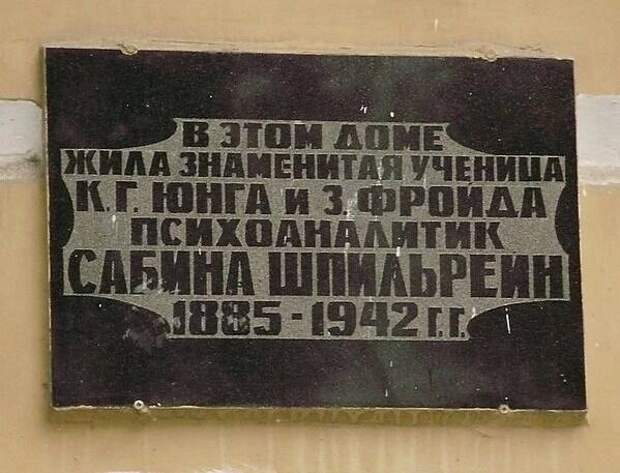 В ЭТОМ ДОМЕ
ЖИЛА ЗНАМЕНИТАЯ УЧЕНИЦА
К. Г. ЮНГА И З. ФРОЙДА
ПСИХОАНАЛИТИК
САБИНА ШПИЛЬРЕЙН
1885 - 1942 Г.Г.